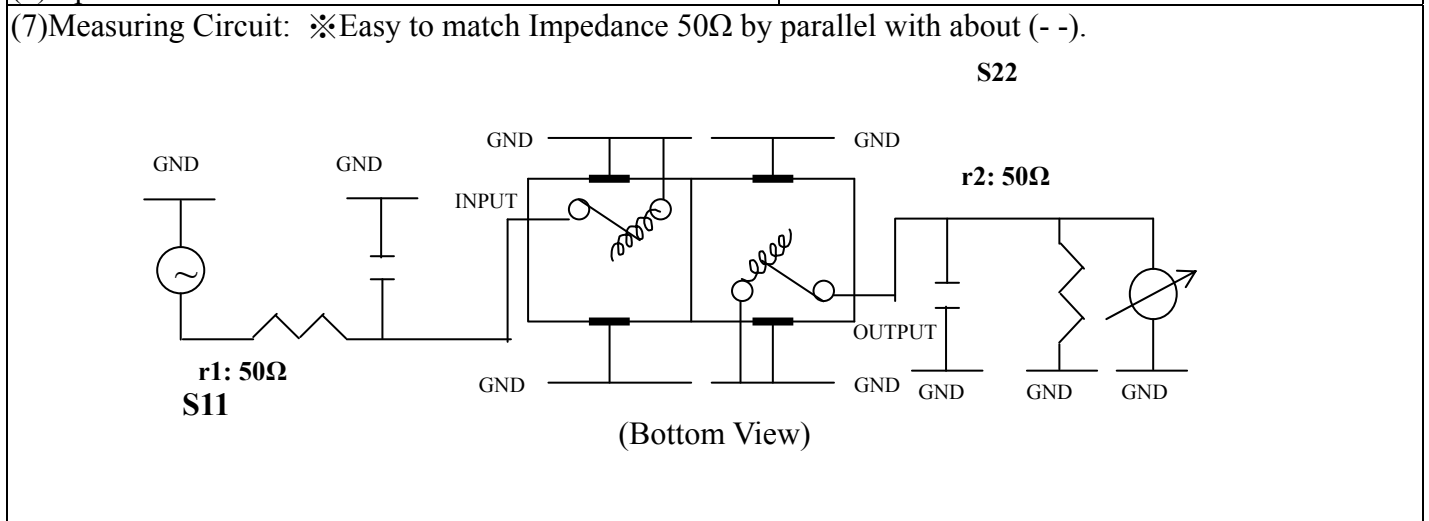 (7)Measuring Circuit: ※Easy to match Impedance 50Ω by parallel with about (- -).
S22
GND
GND
GND
GND
r2: 50Ω
INPUT
~
OUTPUT
r1: 50Ω
S11
GND
GND
GND
GND
GND
(Bottom View)